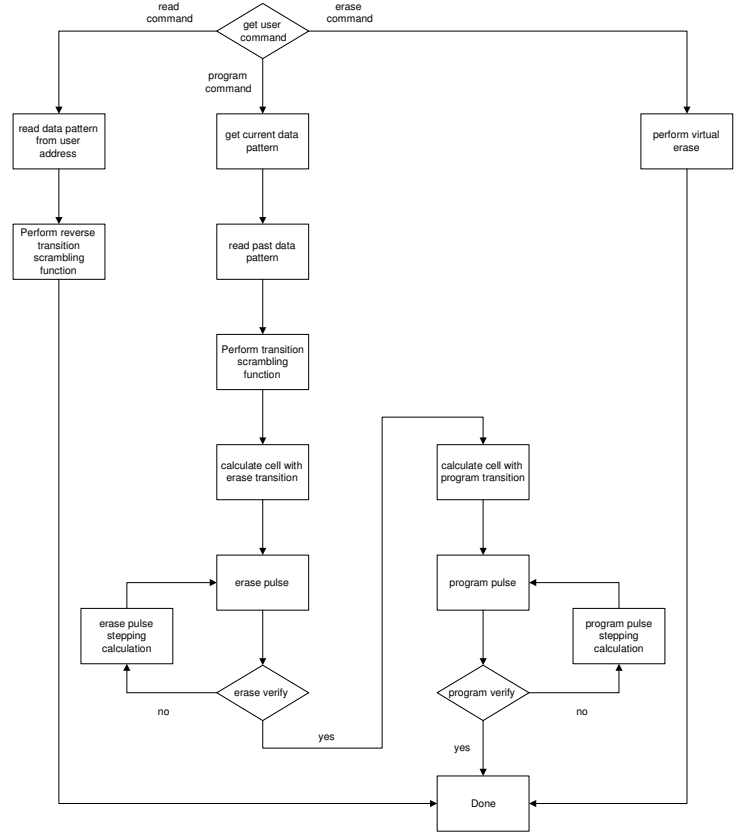 read
command
get user
command
erase
command
program
command
read data pattern
from user
address
get current data
pattern
perform virtual
erase
Perform reverse
transition
scrambling
function
read past data
pattern
Perform transition
scrambling
function
calculate cell with
erase transition
calculate cell with
program transition
erase pulse
program pulse
erase pulse
stepping
calculation
program pulse
stepping
calculation
erase verify
program verify
no
no
yes
yes
Done